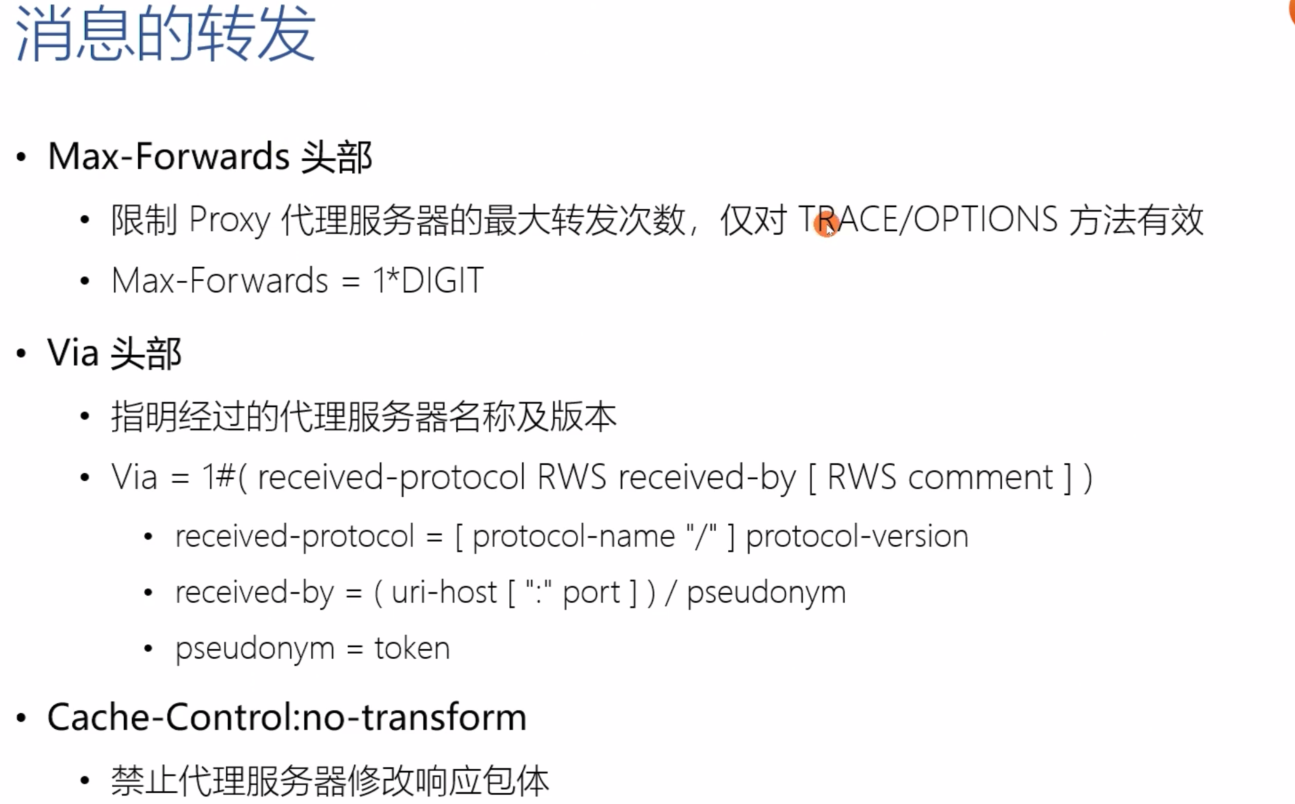 消息的转发
• Max-Forwards 头部
• 限制 Proxy 代理服务器的最大转发次数，仅对 TRACE/OPTIONS 方法有效
• Max-Forwards = 1*DIGIT
• Via 头部
• 指明经过的代理服务器名称及版本
• Via = 1#( received-protocol RWS received-by [ RWS comment ] )
• received-protocol = [ protocol-name "/" ] protocol-version
• received-by = ( uri-host [ ":" port ] ) / pseudonym
• pseudonym = token
• Cache-Control:no-transform
• 禁止代理服务器修改响应包体